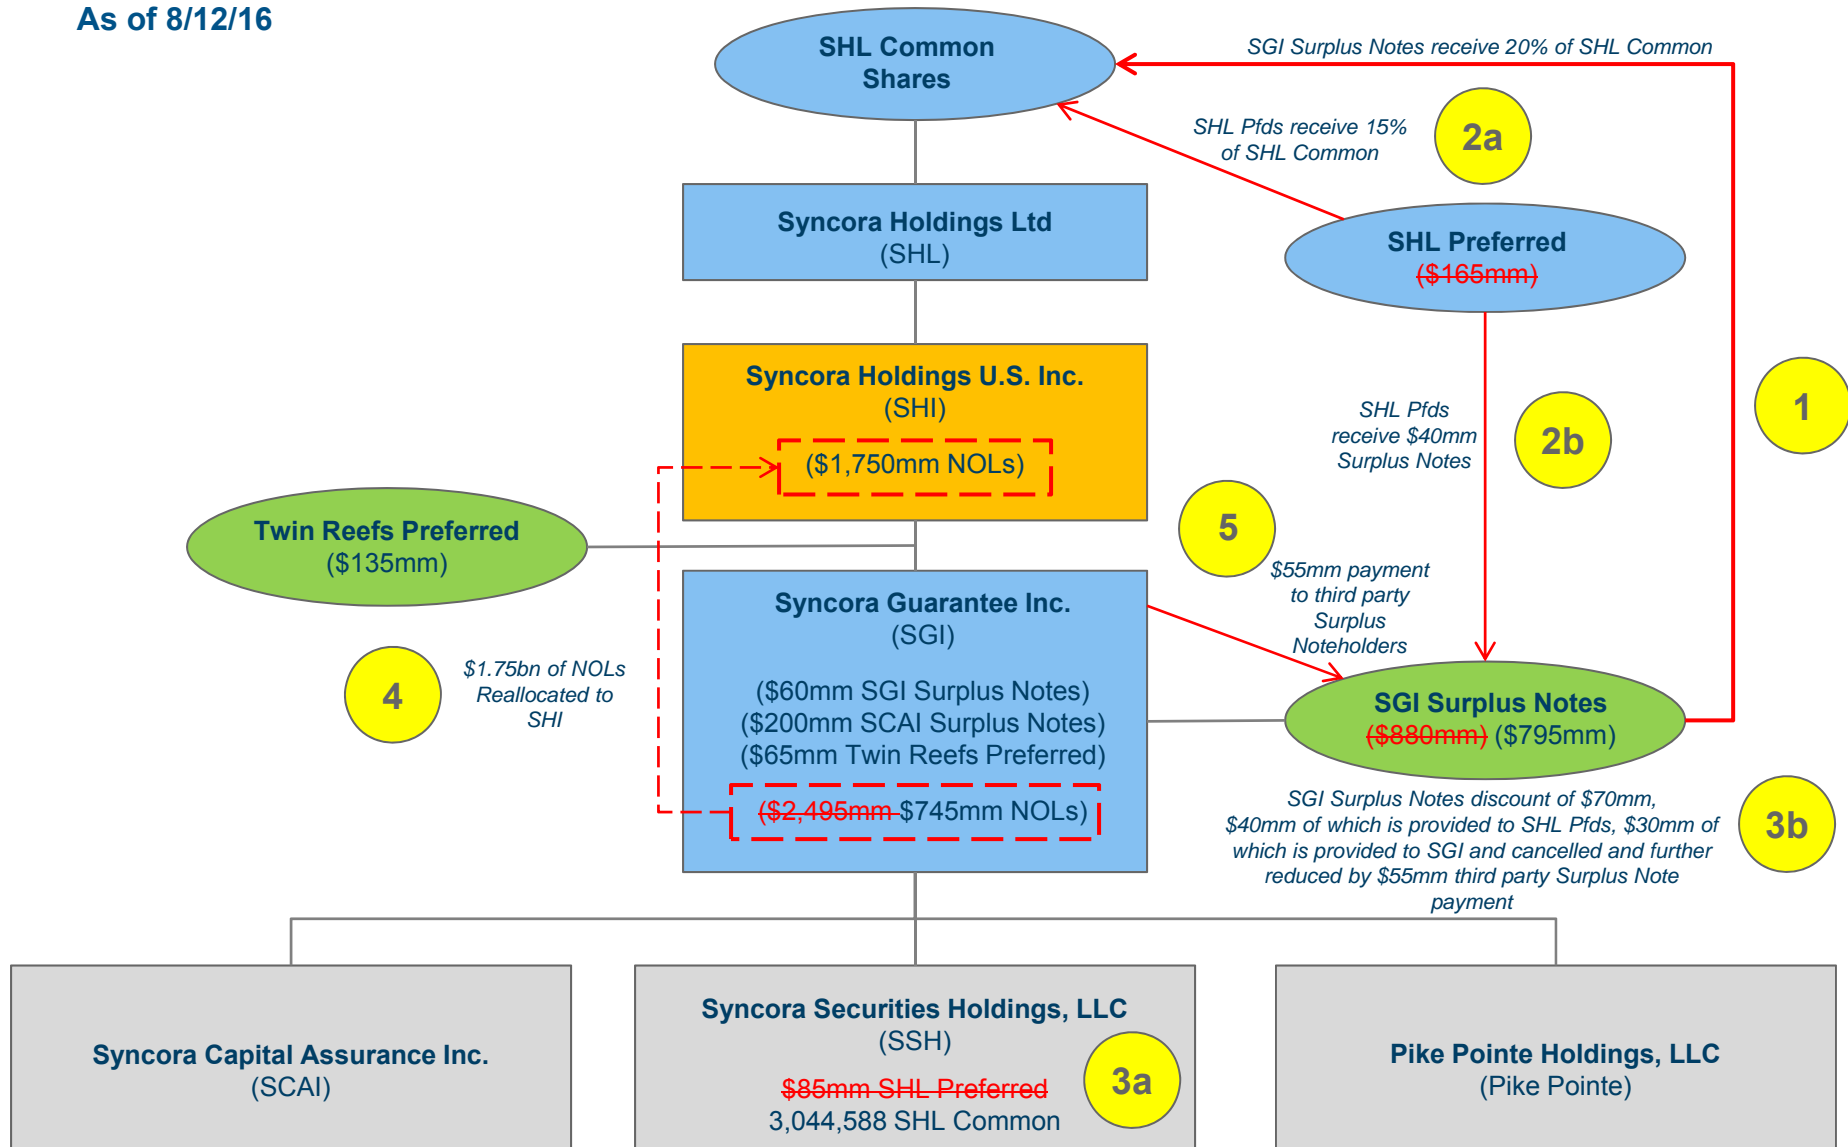 As of 8/12/16
SHL Common
Shares
SGI Surplus Notes receive 20% of SHL Common
SHL Pfds receive 15%
of SHL Common
2a
Syncora Holdings Ltd
(SHL)
SHL Preferred
($165mm)
Syncora Holdings U.S. Inc.
(SHI)
($1,750mm NOLs)
SHL Pfds
receive $40mm
Surplus Notes
2b
1
Twin Reefs Preferred
($135mm)
5
$55mm payment
to third party
Surplus
Noteholders
Syncora Guarantee Inc.
(SGI)
($60mm SGI Surplus Notes)
($200mm SCAI Surplus Notes)
($65mm Twin Reefs Preferred)
($2,495mm $745mm NOLs)
4
$1.75bn of NOLs
Reallocated to
SHI
SGI Surplus Notes
($880mm) ($795mm)
SGI Surplus Notes discount of $70mm,
$40mm of which is provided to SHL Pfds, $30mm of
which is provided to SGI and cancelled and further
reduced by $55mm third party Surplus Note
payment
3b
Syncora Capital Assurance Inc.
(SCAI)
Syncora Securities Holdings, LLC
(SSH)
$85mm SHL Preferred
3,044,588 SHL Common
3a
Pike Pointe Holdings, LLC
(Pike Pointe)